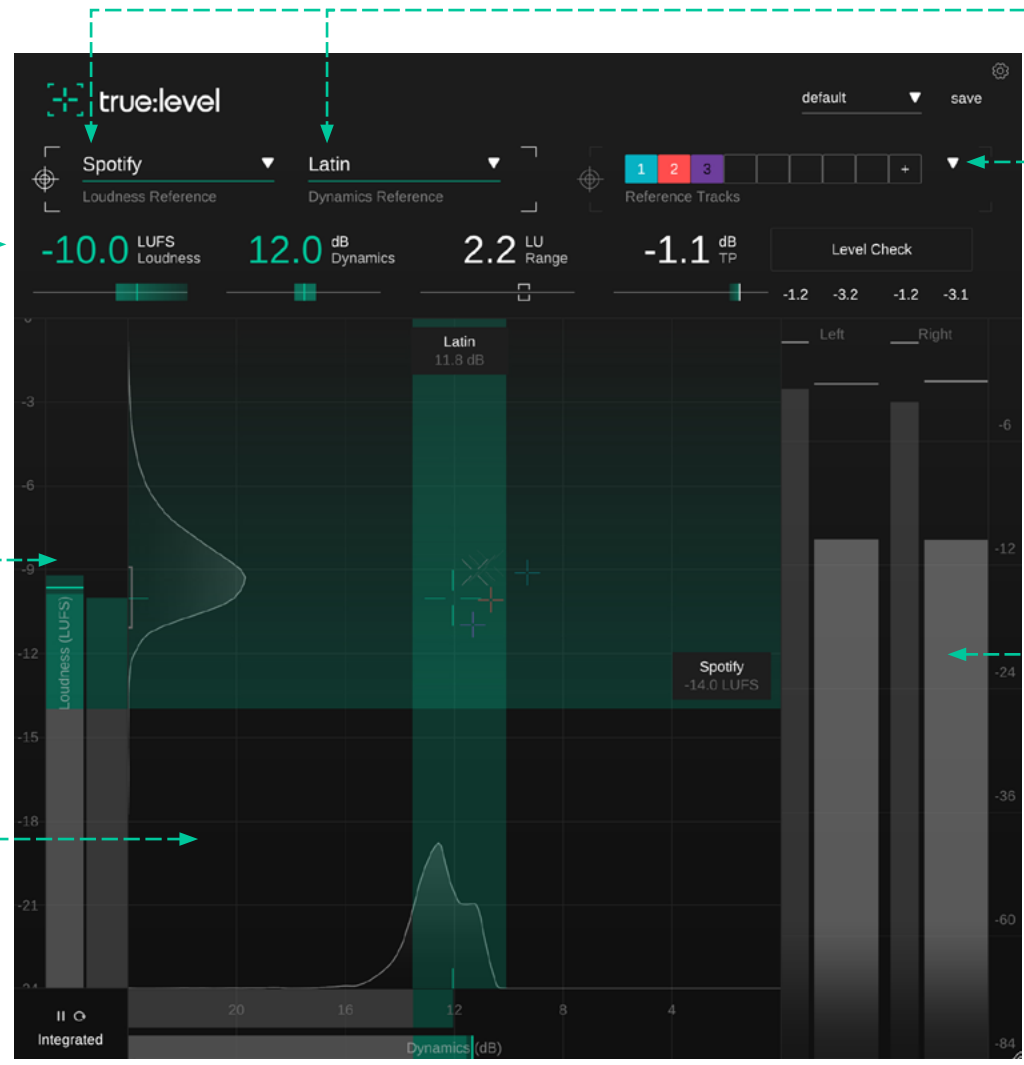 true:level
default
save
Spotify
Latin
Loudness Reference
Dynamics Reference
1 2 3 +
Reference Tracks
-10.0 LUFS Loudness
12.0 dB Dynamics
2.2 LU Range
-1.1 dB TP
Level Check
-1.2 -3.2 -1.2 -3.1
Left
Right
Latin
11.8 dB
-3
-6
-9
-12
-15
-18
-21
-24
Loudness (LUFS)
Spotify
-14.0 LUFS
-6
-12
-24
-36
-60
-84
20 16 12 8 4
Dynamics (dB)
Integrated